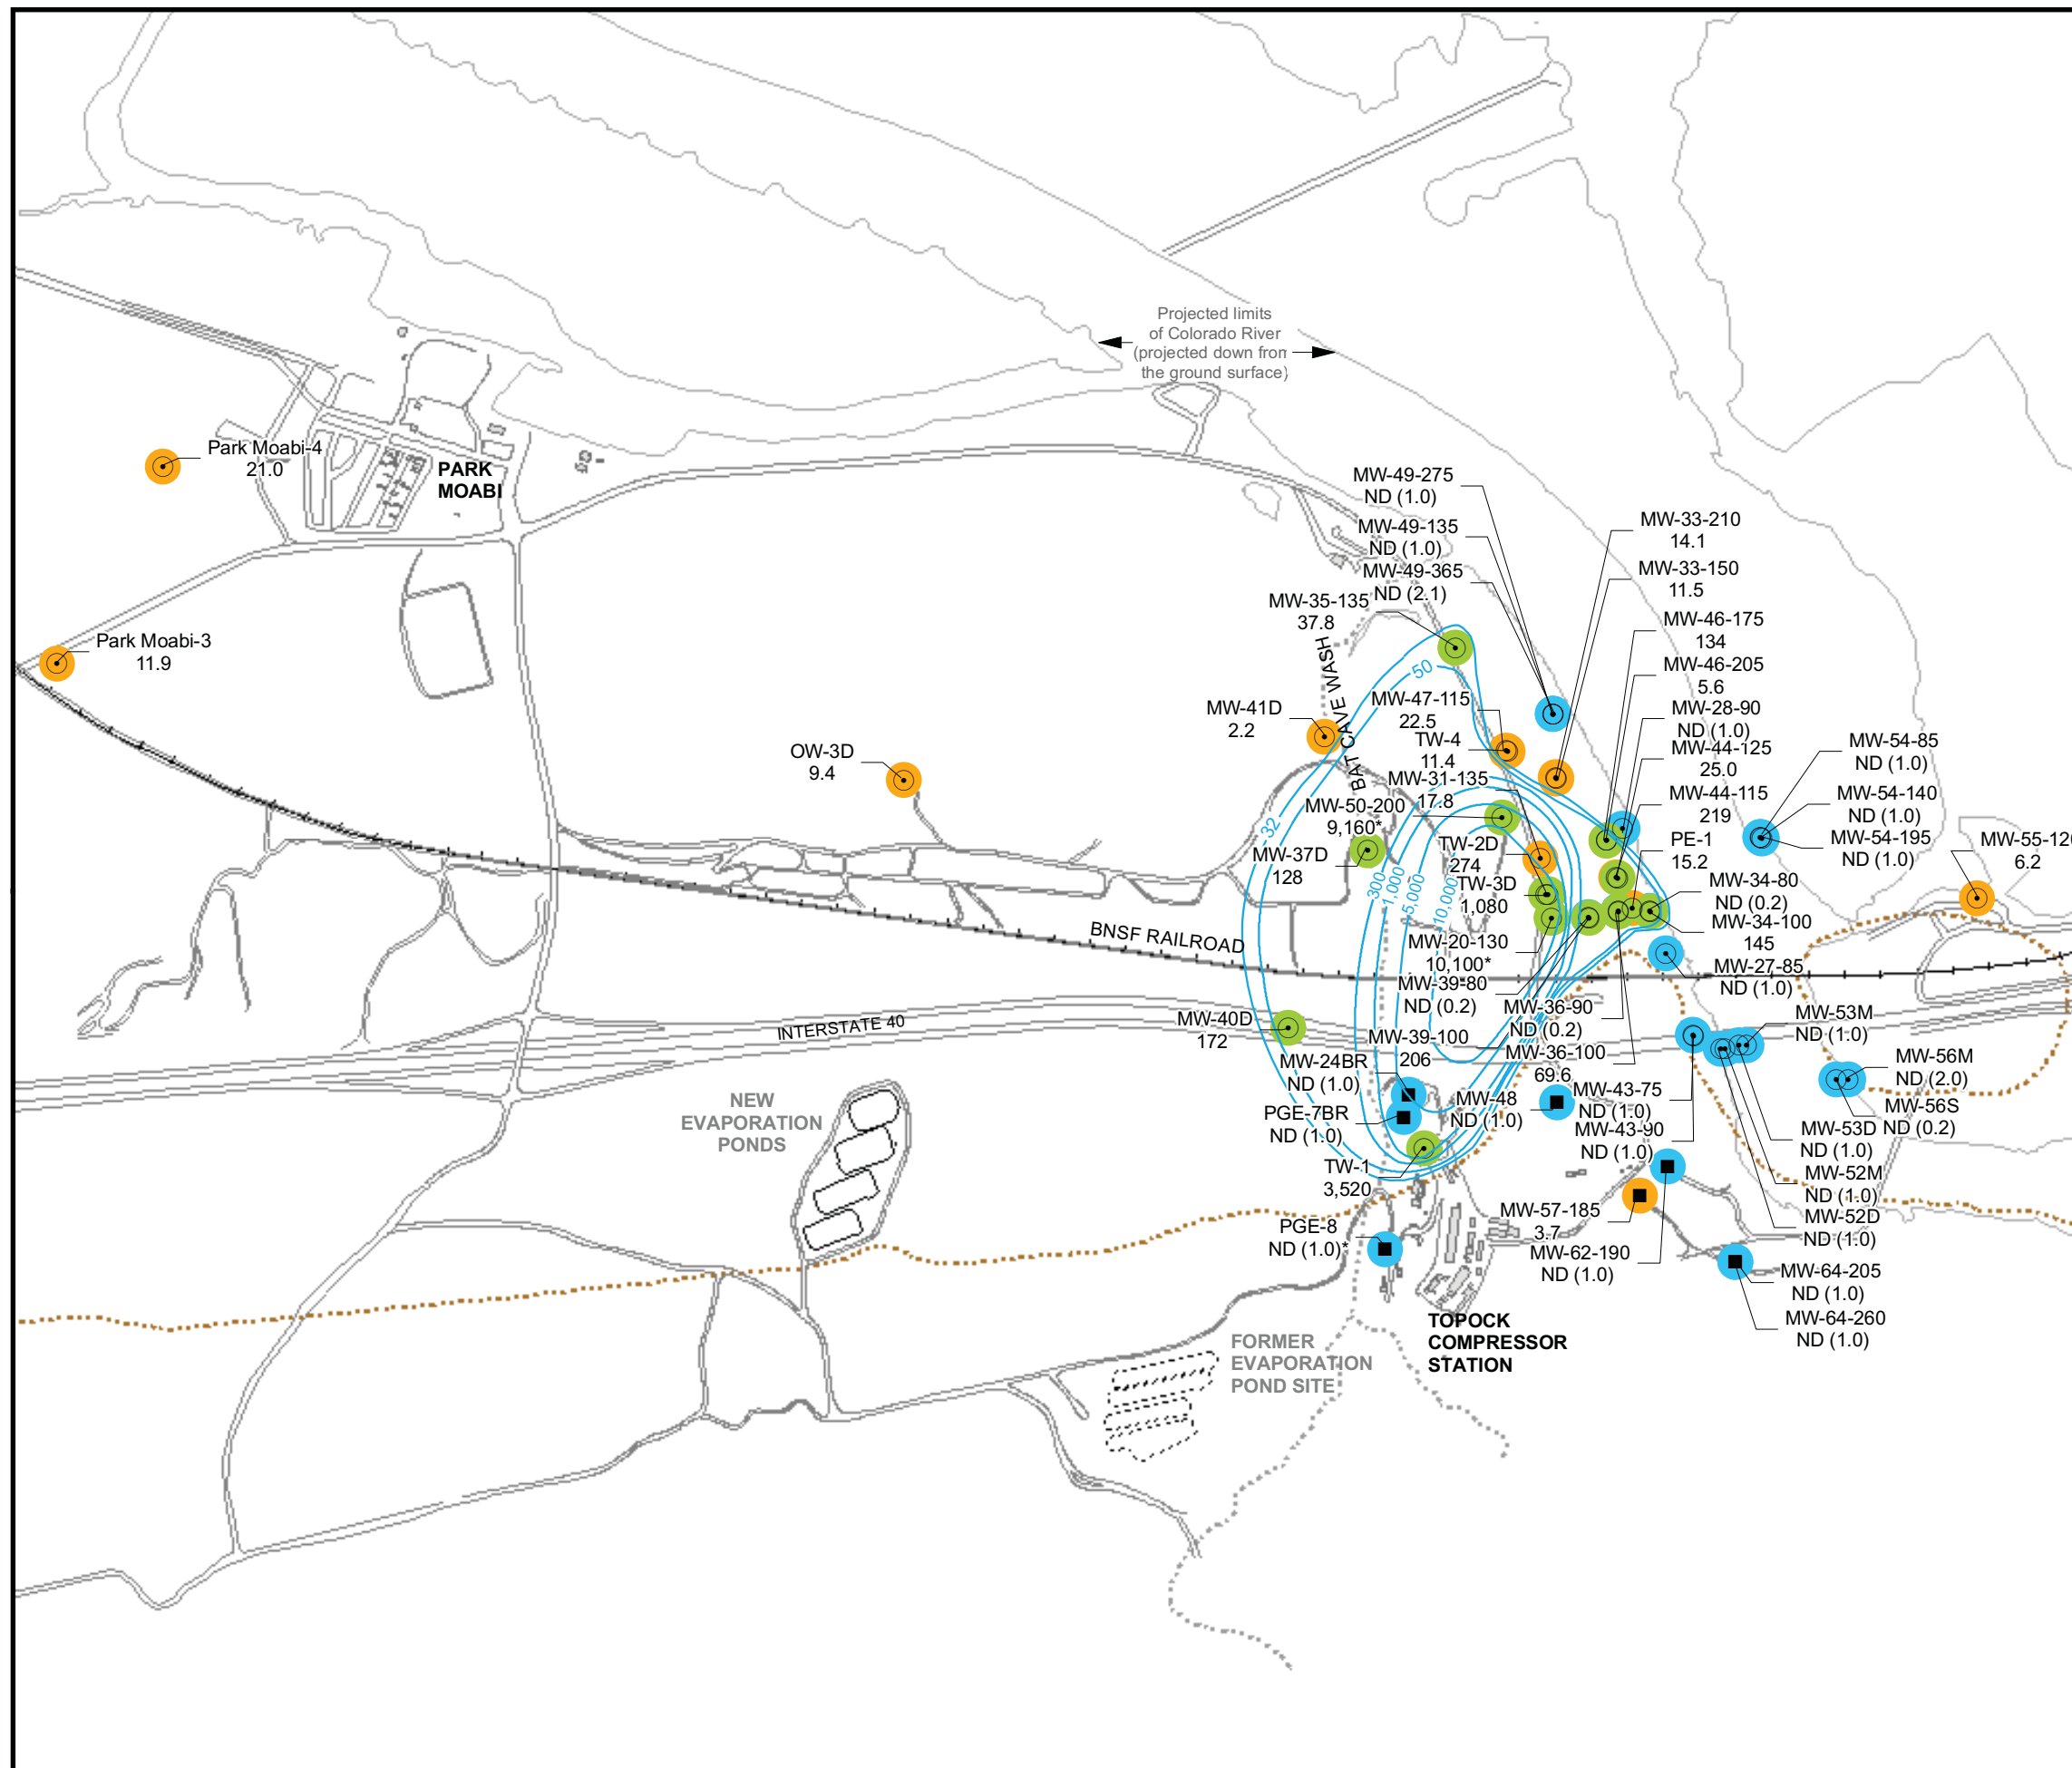 Projected limits
of Colorado River
(projected down from
the ground surface)
Park Moabi-4
21.0
PARK
MOABI
Park Moabi-3
11.9
MW-49-275
ND (1.0)
MW-49-135
ND (1.0)
MW-49-365
ND (2.1)
MW-35-135
37.8
MW-33-210
14.1
MW-33-150
11.5
MW-46-175
134
MW-46-205
5.6
MW-28-90
ND (1.0)
MW-44-125
25.0
MW-44-115
219
PE-1
15.2
MW-34-80
ND (0.2)
MW-34-100
145
MW-27-85
ND (1.0)
MW-54-85
ND (1.0)
MW-54-140
ND (1.0)
MW-54-195
ND (1.0)
MW-55-120
6.2
BAT CAVE WASH
50
MW-41D
2.2
OW-3D
9.4
MW-47-115
22.5
TW-4
11.4
MW-31-135
17.8
MW-50-200
9,160*
32
MW-37D
128
TW-2D
274
TW-3D
1,080
300
1,000
5,000
10,000
MW-20-130
10,100*
BNSF RAILROAD
MW-39-80
ND (0.2)
MW-36-90
ND (0.2)
MW-39-100
206
MW-36-100
69.6
INTERSTATE 40
MW-40D
172
MW-24BR
ND (1.0)
PGE-7BR
ND (1.0)
MW-48
ND (1.0)
MW-43-75
ND (1.0)
MW-43-90
ND (1.0)
MW-53M
ND (1.0)
MW-56M
ND (2.0)
MW-56S
ND (0.2)
MW-53D
ND (1.0)
MW-52M
ND (1.0)
MW-52D
ND (1.0)
NEW
EVAPORATION
PONDS
TW-1
3,520
PGE-8
ND (1.0)*
MW-57-185
3.7
MW-62-190
ND (1.0)
MW-64-205
ND (1.0)
MW-64-260
ND (1.0)
TOPOCK
COMPRESSOR
STATION
FORMER
EVAPORATION
POND SITE